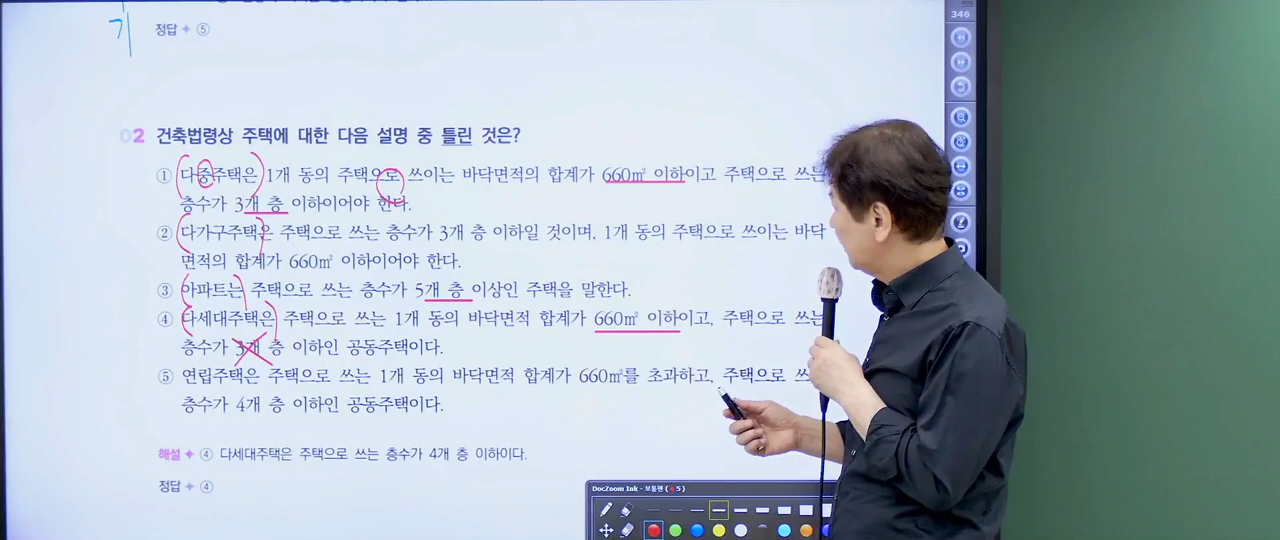 기
정답 ✦ ⑤
346
02 건축법령상 주택에 대한 다음 설명 중 틀린 것은?
① 다중주택은 1개 동의 주택으로 쓰이는 바닥면적의 합계가 660㎡ 이하이고 주택으로 쓰는
층수가 3개 층 이하이어야 한다.
② 다가구주택은 주택으로 쓰는 층수가 3개 층 이하일 것이며, 1개 동의 주택으로 쓰이는 바닥
면적의 합계가 660㎡ 이하이어야 한다.
③ 아파트는 주택으로 쓰는 층수가 5개 층 이상인 주택을 말한다.
④ 다세대주택은 주택으로 쓰는 1개 동의 바닥면적 합계가 660㎡ 이하이고, 주택으로 쓰는
층수가 3개 층 이하인 공동주택이다.
⑤ 연립주택은 주택으로 쓰는 1개 동의 바닥면적 합계가 660㎡를 초과하고, 주택으로
층수가 4개 층 이하인 공동주택이다.
해설 ✦ ④ 다세대주택은 주택으로 쓰는 층수가 4개 층 이하이다.
정답 ✦ ④
DocZoom Ink - 보통펜 ( 5)